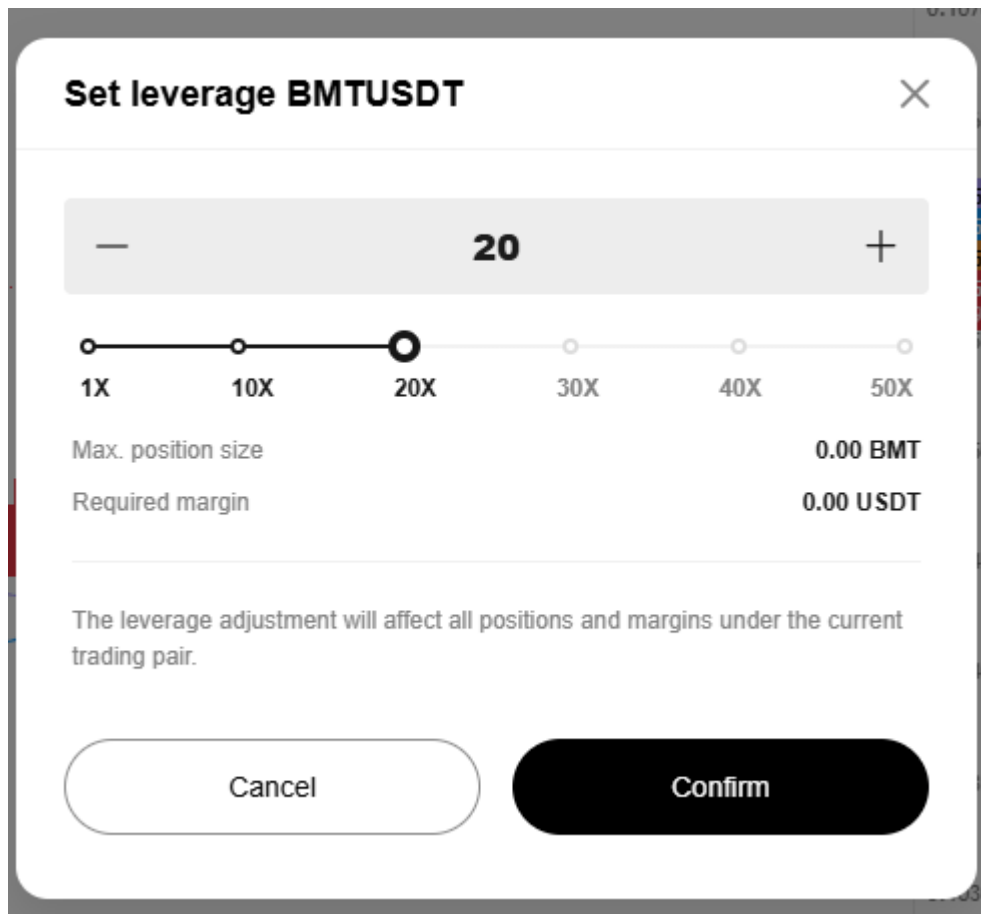 Set leverage BMTUSDT
20
1X 10X 20X 30X 40X 50X
Max. position size 0.00 BMT
Required margin 0.00 USDT
The leverage adjustment will affect all positions and margins under the current
trading pair.
Cancel Confirm